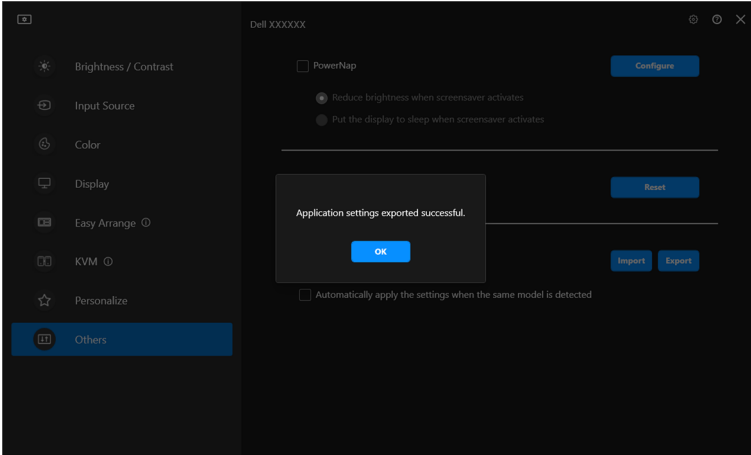 Dell XXXXXX
Brightness / Contrast
Input Source
Color
Display
Easy Arrange
KVM
Personalize
Others
PowerNap
Configure
Reduce brightness when screensaver activates
Put the display to sleep when screensaver activates
Reset
Application settings exported successful.
OK
Import Export
Automatically apply the settings when the same model is detected